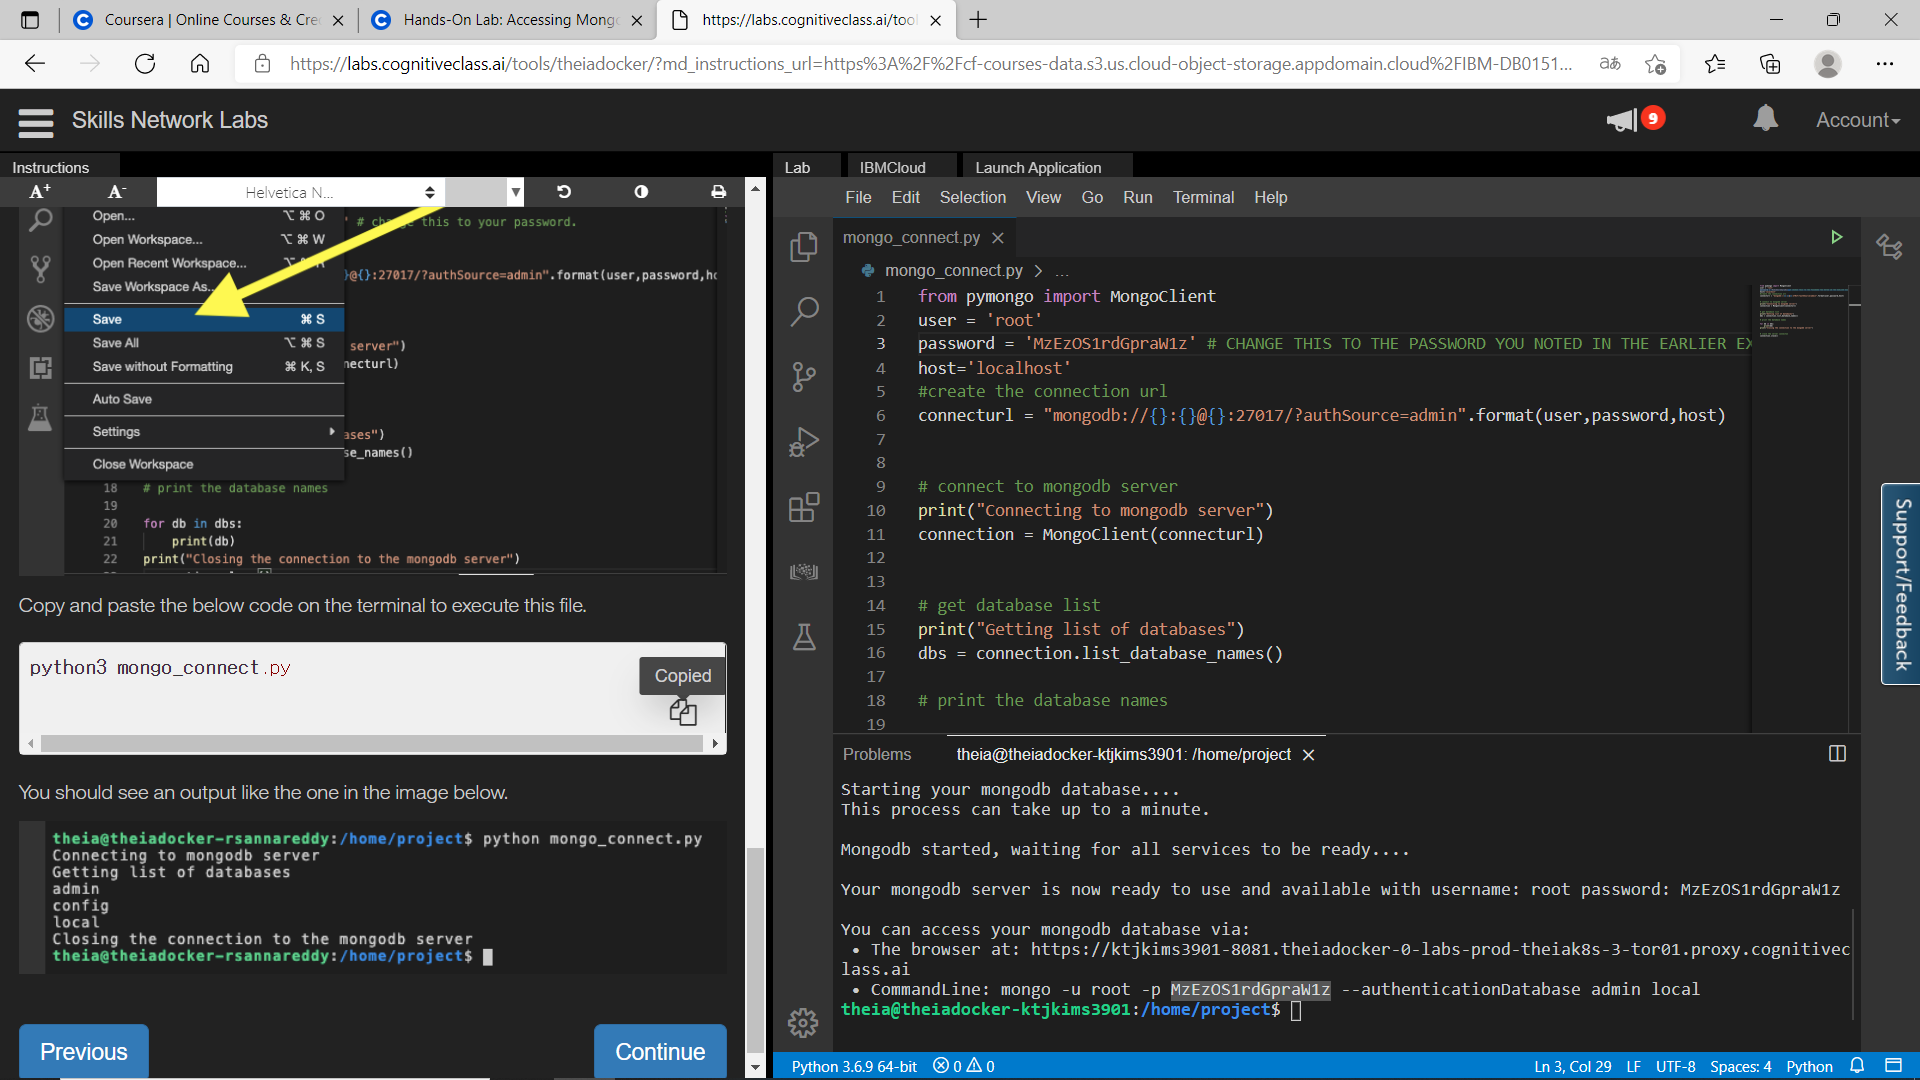 Coursera | Online Courses & Cre
Hands-On Lab: Accessing Mong
https://labs.cognitiveclass.ai/tool
https://labs.cognitiveclass.ai/tools/theiadocker/?md_instructions_url=https%3A%2F%2Fcf-courses-data.s3.us.cloud-object-storage.appdomain.cloud%2FIBM-DB0151...
Skills Network Labs
9
Account
Instructions
Lab
IBMCloud
Launch Application
A+
A-
Helvetica N...
Open... ⌥ ⌘ O
' # change this to your password.
Open Workspace... ⌥ ⌘ W
Open Recent Workspace...
@{}:27017/?authSource=admin".format(user,password,ho
Save Workspace As...
Save ⌘ S
Save All ⌥ ⌘ S
server")
Save without Formatting ⌘ K, S
necturl)
Auto Save
Settings
ases")
se_names()
Close Workspace
18 # print the database names
19
20 for db in dbs:
21 print(db)
22 print("Closing the connection to the mongodb server")
Copy and paste the below code on the terminal to execute this file.
python3 mongo_connect.py
Copied
You should see an output like the one in the image below.
theia@theiadocker-rsannareddy:/home/project$ python mongo_connect.py
Connecting to mongodb server
Getting list of databases
admin
config
local
Closing the connection to the mongodb server
theia@theiadocker-rsannareddy:/home/project$
Previous
Continue
File Edit Selection View Go Run Terminal Help
mongo_connect.py
mongo_connect.py > ...
1 from pymongo import MongoClient
2 user = 'root'
3 password = 'MzEzOS1rdGpraW1z' # CHANGE THIS TO THE PASSWORD YOU NOTED IN THE EARLIER EX
4 host='localhost'
5 #create the connection url
6 connecturl = "mongodb://{}:{}@{}:27017/?authSource=admin".format(user,password,host)
7
8
9 # connect to mongodb server
10 print("Connecting to mongodb server")
11 connection = MongoClient(connecturl)
12
13
14 # get database list
15 print("Getting list of databases")
16 dbs = connection.list_database_names()
17
18 # print the database names
19
Support/Feedback
Problems
theia@theiadocker-ktjkims3901: /home/project
Starting your mongodb database....
This process can take up to a minute.
Mongodb started, waiting for all services to be ready....
Your mongodb server is now ready to use and available with username: root password: MzEzOS1rdGpraW1z
You can access your mongodb database via:
• The browser at: https://ktjkims3901-8081.theiadocker-0-labs-prod-theiak8s-3-tor01.proxy.cognitivec
lass.ai
• CommandLine: mongo -u root -p MzEzOS1rdGpraW1z --authenticationDatabase admin local
theia@theiadocker-ktjkims3901:/home/project$
Python 3.6.9 64-bit
0
0
Ln 3, Col 29
LF
UTF-8
Spaces: 4
Python